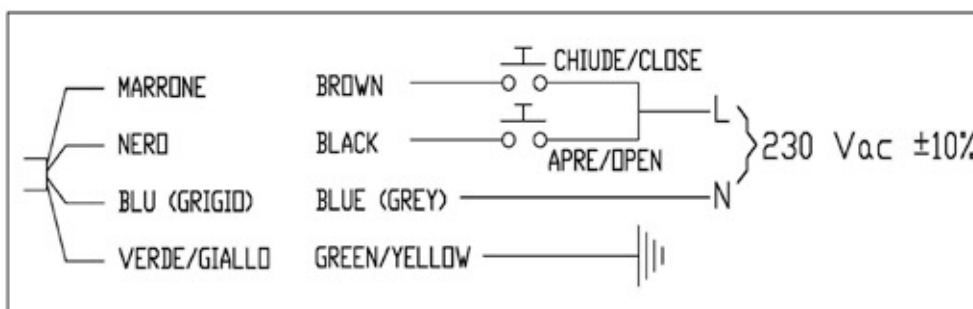 CHIUDE/CLOSE
MARRONE BROWN
L
NERO BLACK
230 Vac ±10%
APRE/OPEN
BLU (GRIGIO) BLUE (GREY) N
VERDE/GIALLO GREEN/YELLOW